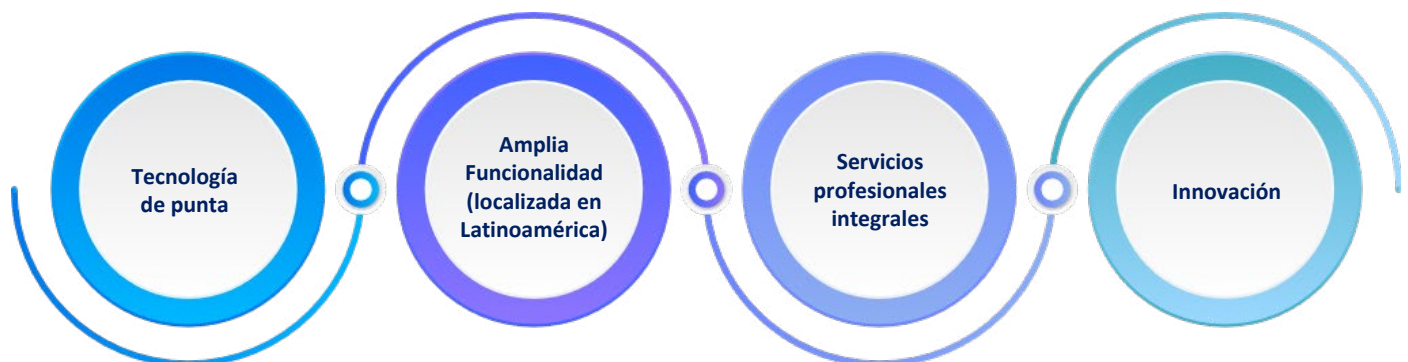 Tecnología
de punta
Amplia
Funcionalidad
(localizada en
Latinoamérica)
Servicios
profesionales
integrales
Innovación